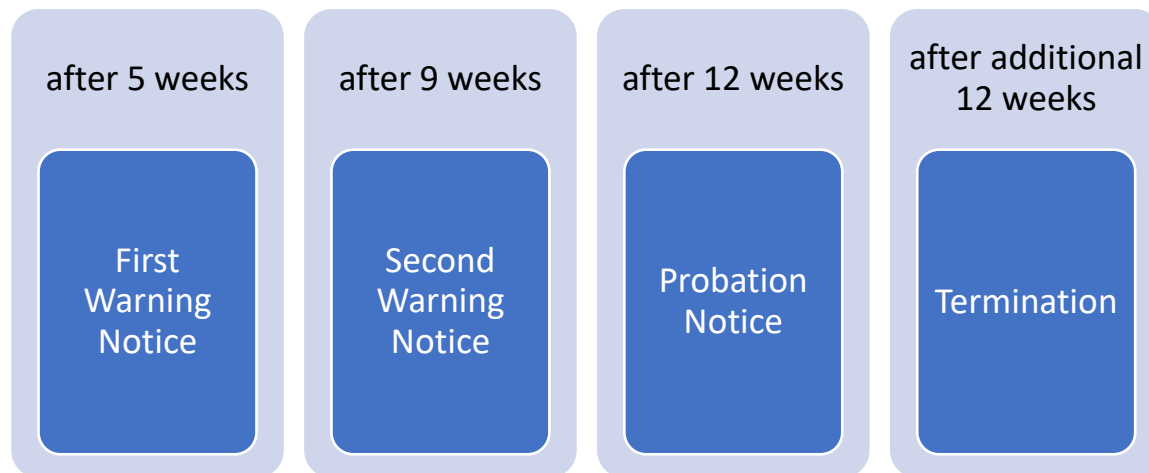 after 5 weeks
First
Warning
Notice
after 9 weeks
Second
Warning
Notice
after 12 weeks
Probation
Notice
after additional
12 weeks
Termination